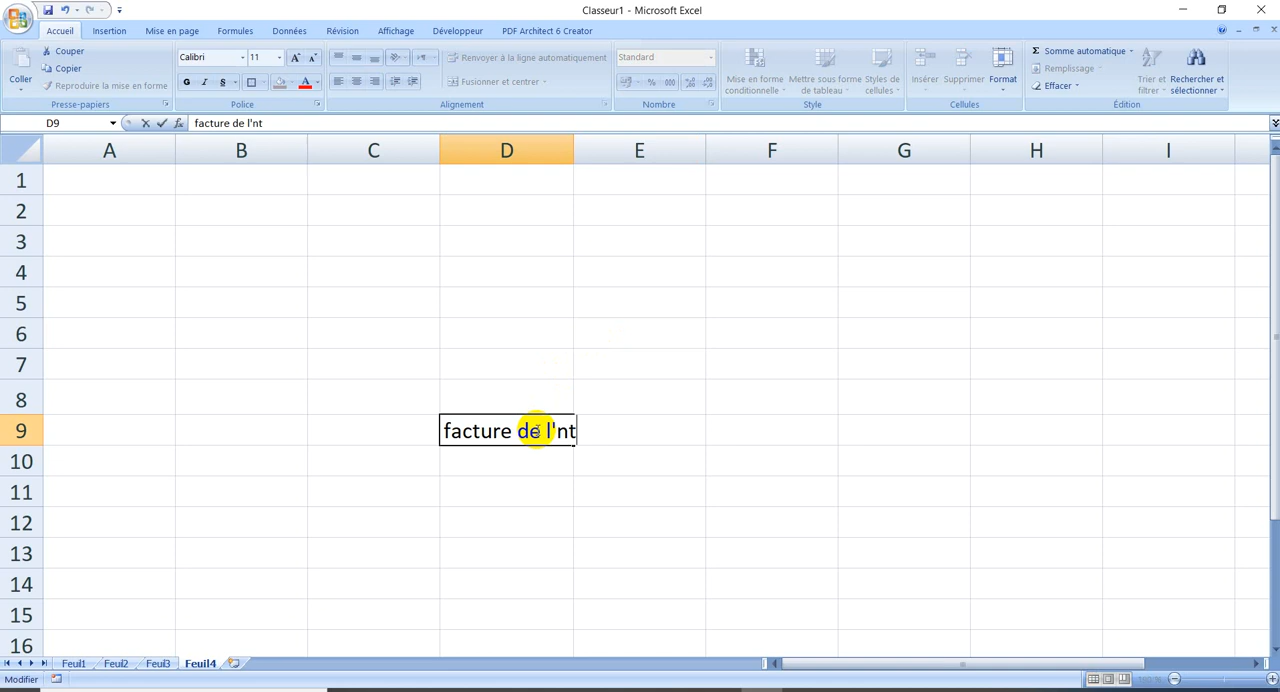 Classeur1 - Microsoft Excel
Accueil Insertion Mise en page Formules Données Révision Affichage Développeur PDF Architect 6 Creator
Coller
Couper
Copier
Reproduire la mise en forme
Presse-papiers
Calibri 11
G I S
Police
Renvoyer à la ligne automatiquement
Fusionner et centrer
Alignement
Standard
% 000
Nombre
Mise en forme conditionnelle
Mettre sous forme de tableau
Styles de cellules
Style
Insérer Supprimer Format
Cellules
Σ Somme automatique
Remplissage
Effacer
Trier et filtrer
Rechercher et sélectionner
Édition
D9 fx facture de l'nt
A B C D E F G H I
1
2
3
4
5
6
7
8
9 facture de l'nt
10
11
12
13
14
15
16
Feuil1 Feuil2 Feuil3 Feuil4
Modifier